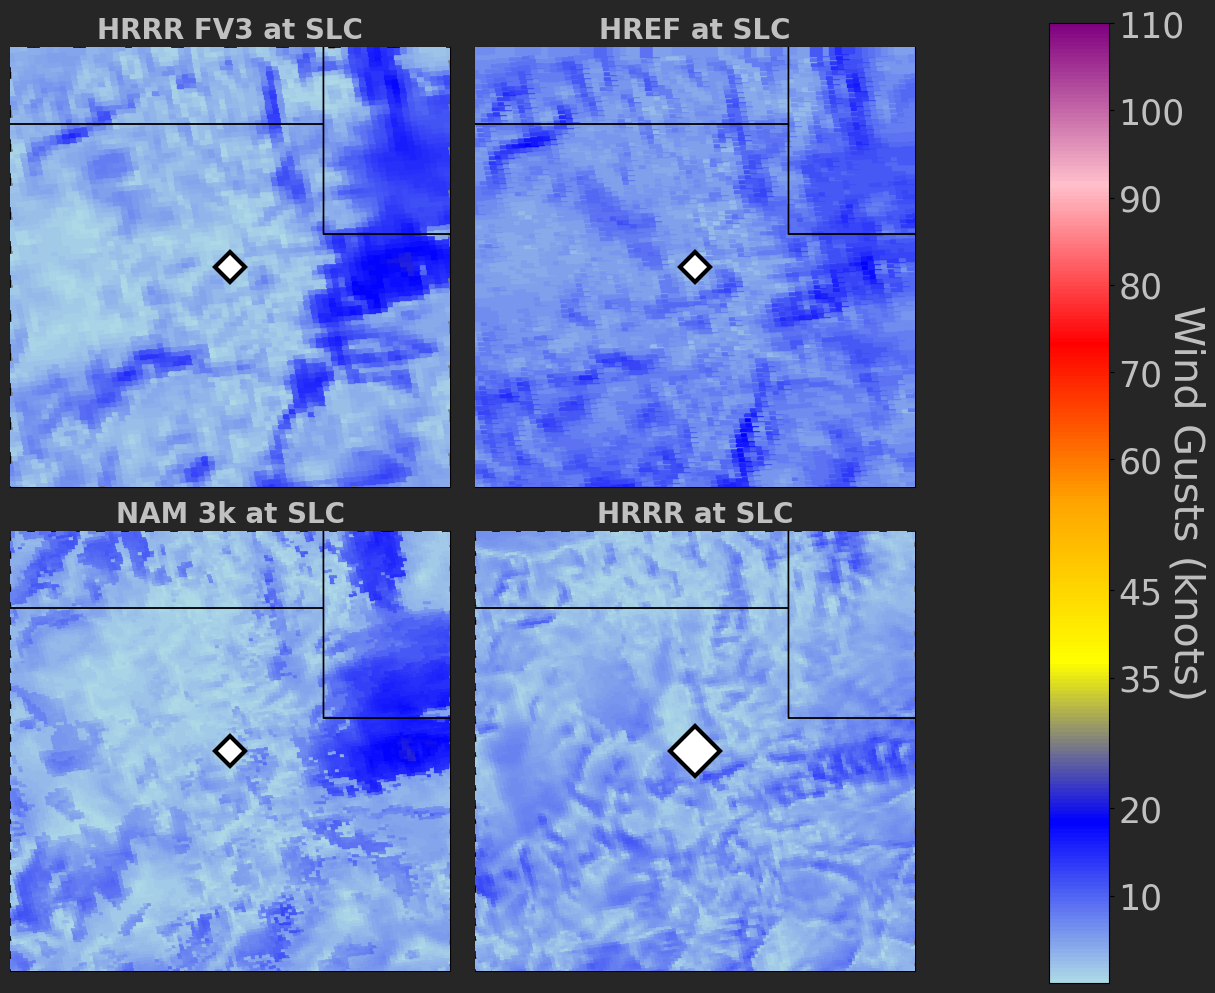 HRRR FV3 at SLC
HREF at SLC
NAM 3k at SLC
HRRR at SLC
110
100
90
80
70
60
45
35
20
10
Wind Gusts (knots)